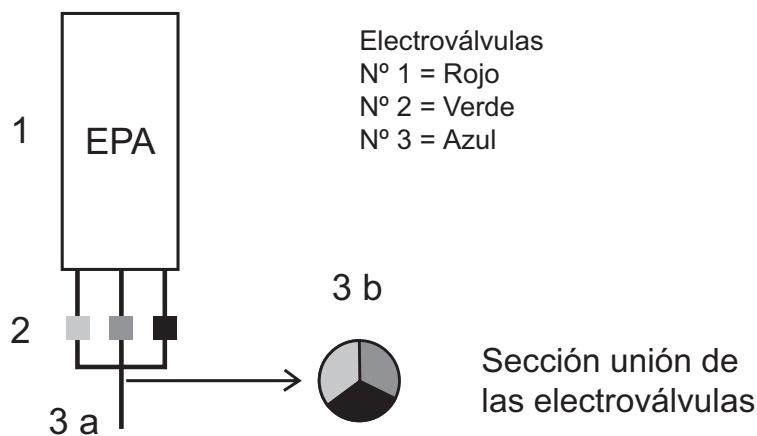 Electroválvulas
Nº 1 = Rojo
Nº 2 = Verde
Nº 3 = Azul
1
EPA
2
3 b
3 a
Sección unión de
las electroválvulas